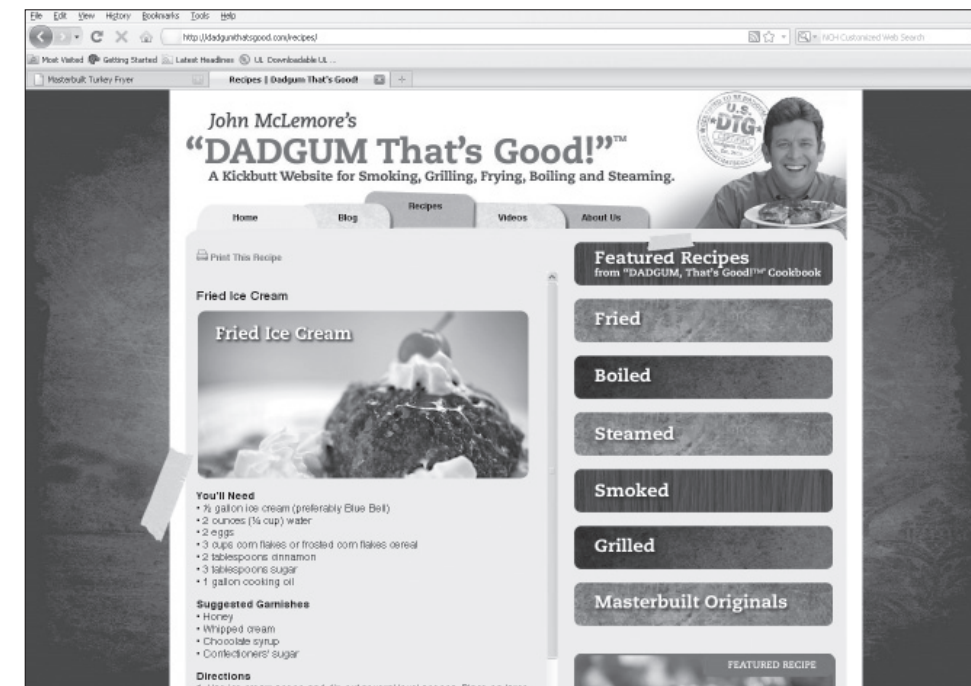 File Edit View History Bookmarks Tools Help
http://dadgumthatsgood.com/recipes/
NCH Customized Web Search
Most Visited Getting Started Latest Headlines UL Downloadable UL ...
Masterbuilt Turkey Fryer
Recipes | Dadgum That's Good!
John McLemore's
"DADGUM That's Good!"™
A Kickbutt Website for Smoking, Grilling, Frying, Boiling and Steaming.
U.S.
*DTG*
Home
Blog
Recipes
Videos
About Us
Print This Recipe
Fried Ice Cream
Fried Ice Cream
You'll Need
• ½ gallon ice cream (preferably Blue Bell)
• 2 ounces (¼ cup) water
• 2 eggs
• 3 cups corn flakes or frosted corn flakes cereal
• 2 tablespoons cinnamon
• 3 tablespoons sugar
• 1 gallon cooking oil
Suggested Garnishes
• Honey
• Whipped cream
• Chocolate syrup
• Confectioners' sugar
Directions
Featured Recipes
from "DADGUM, That's Good!™" Cookbook
Fried
Boiled
Steamed
Smoked
Grilled
Masterbuilt Originals
FEATURED RECIPE